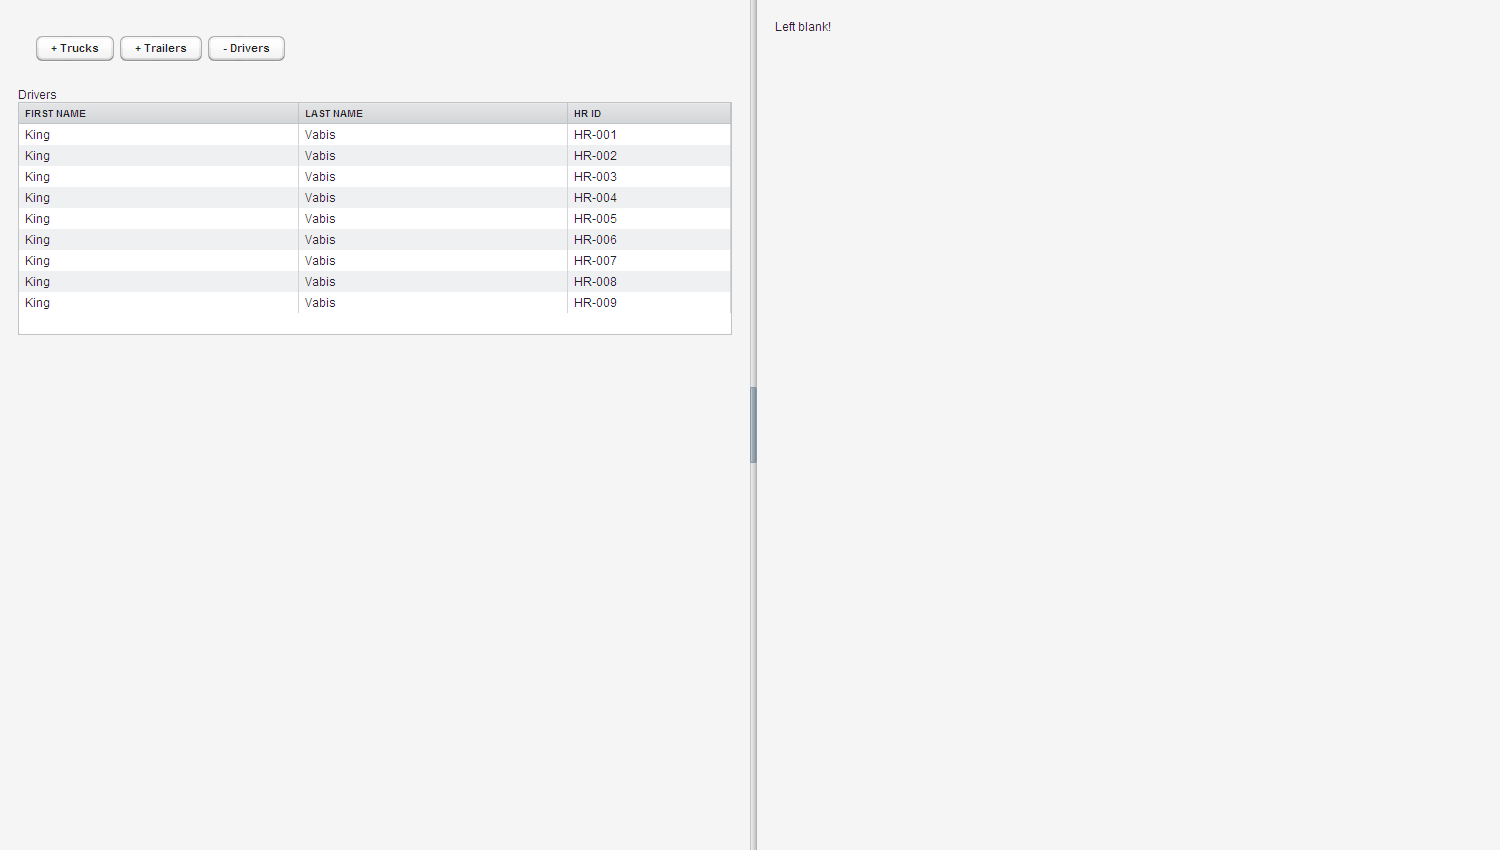 + Trucks + Trailers - Drivers
Drivers
FIRST NAME LAST NAME HR ID
King Vabis HR-001
King Vabis HR-002
King Vabis HR-003
King Vabis HR-004
King Vabis HR-005
King Vabis HR-006
King Vabis HR-007
King Vabis HR-008
King Vabis HR-009
Left blank!